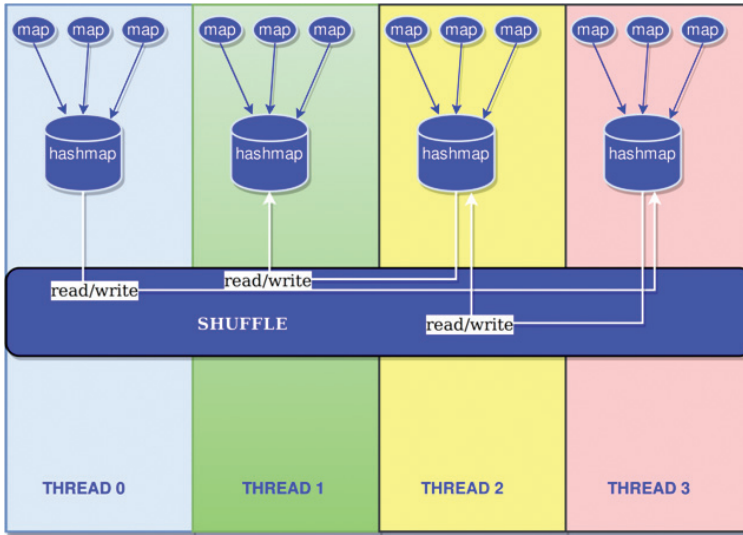 map map map map map map map map map map map map
hashmap hashmap hashmap hashmap
read/write
read/write
read/write
SHUFFLE
THREAD 0 THREAD 1 THREAD 2 THREAD 3